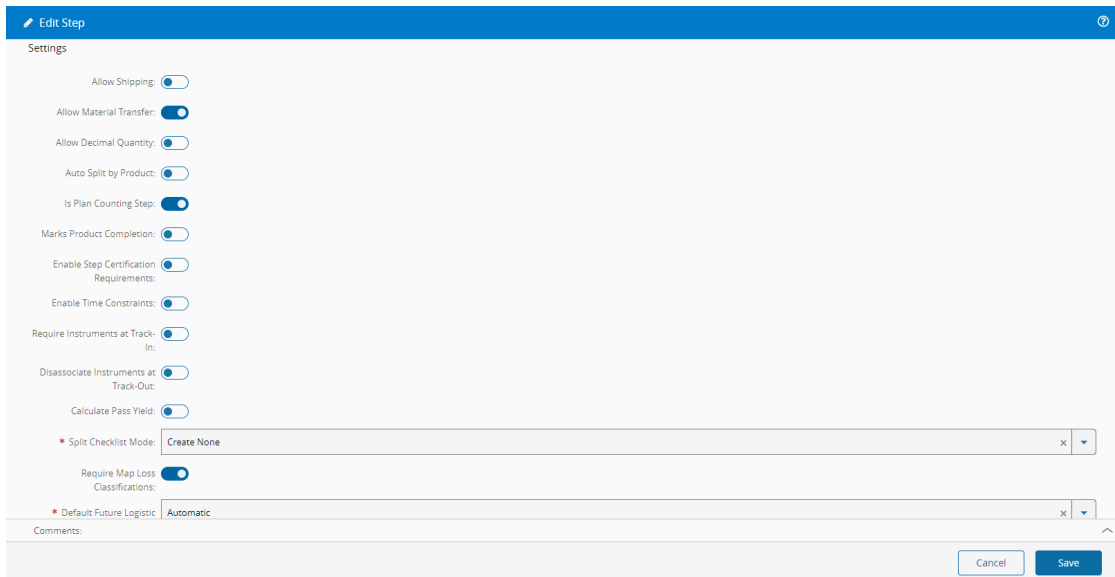 Edit Step
Settings
Allow Shipping:
Allow Material Transfer:
Allow Decimal Quantity:
Auto Split by Product:
Is Plan Counting Step:
Marks Product Completion:
Enable Step Certification
Requirements:
Enable Time Constraints:
Require Instruments at Track-
In:
Disassociate Instruments at
Track-Out:
Calculate Pass Yield:
* Split Checklist Mode: Create None
Require Map Loss
Classifications:
* Default Future Logistic Automatic
Comments:
Cancel Save